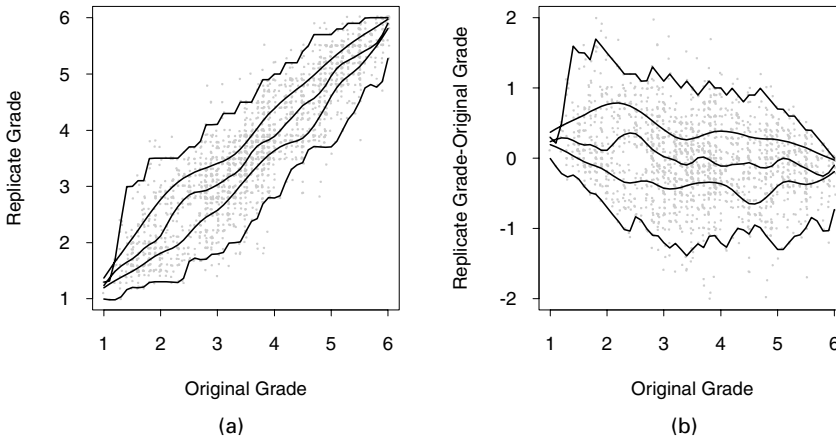 Replicate Grade
6
5
4
3
2
1
1 2 3 4 5 6
Original Grade
(a)
Replicate Grade-Original Grade
2
1
0
-1
-2
1 2 3 4 5 6
Original Grade
(b)